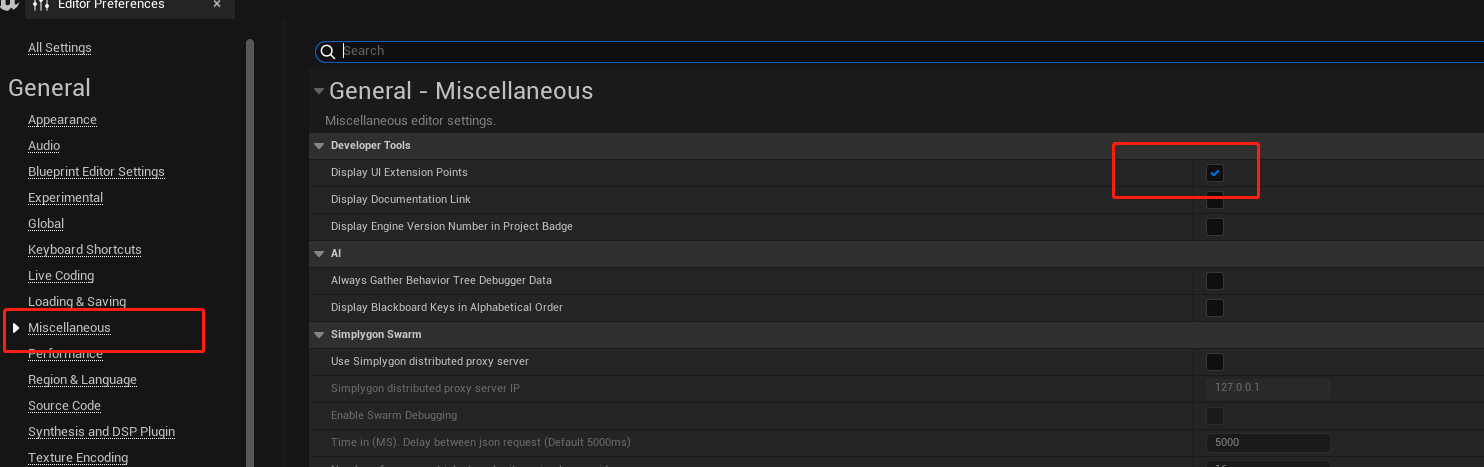 Editor Preferences
All Settings
General
Appearance
Audio
Blueprint Editor Settings
Experimental
Global
Keyboard Shortcuts
Live Coding
Loading & Saving
Miscellaneous
Performance
Region & Language
Source Code
Synthesis and DSP Plugin
Texture Encoding
Search
General - Miscellaneous
Miscellaneous editor settings.
Developer Tools
Display UI Extension Points
Display Documentation Link
Display Engine Version Number in Project Badge
AI
Always Gather Behavior Tree Debugger Data
Display Blackboard Keys in Alphabetical Order
Simplygon Swarm
Use Simplygon distributed proxy server
Simplygon distributed proxy server IP 127.0.0.1
Enable Swarm Debugging
Time in (MS). Delay between json request (Default 5000ms) 5000